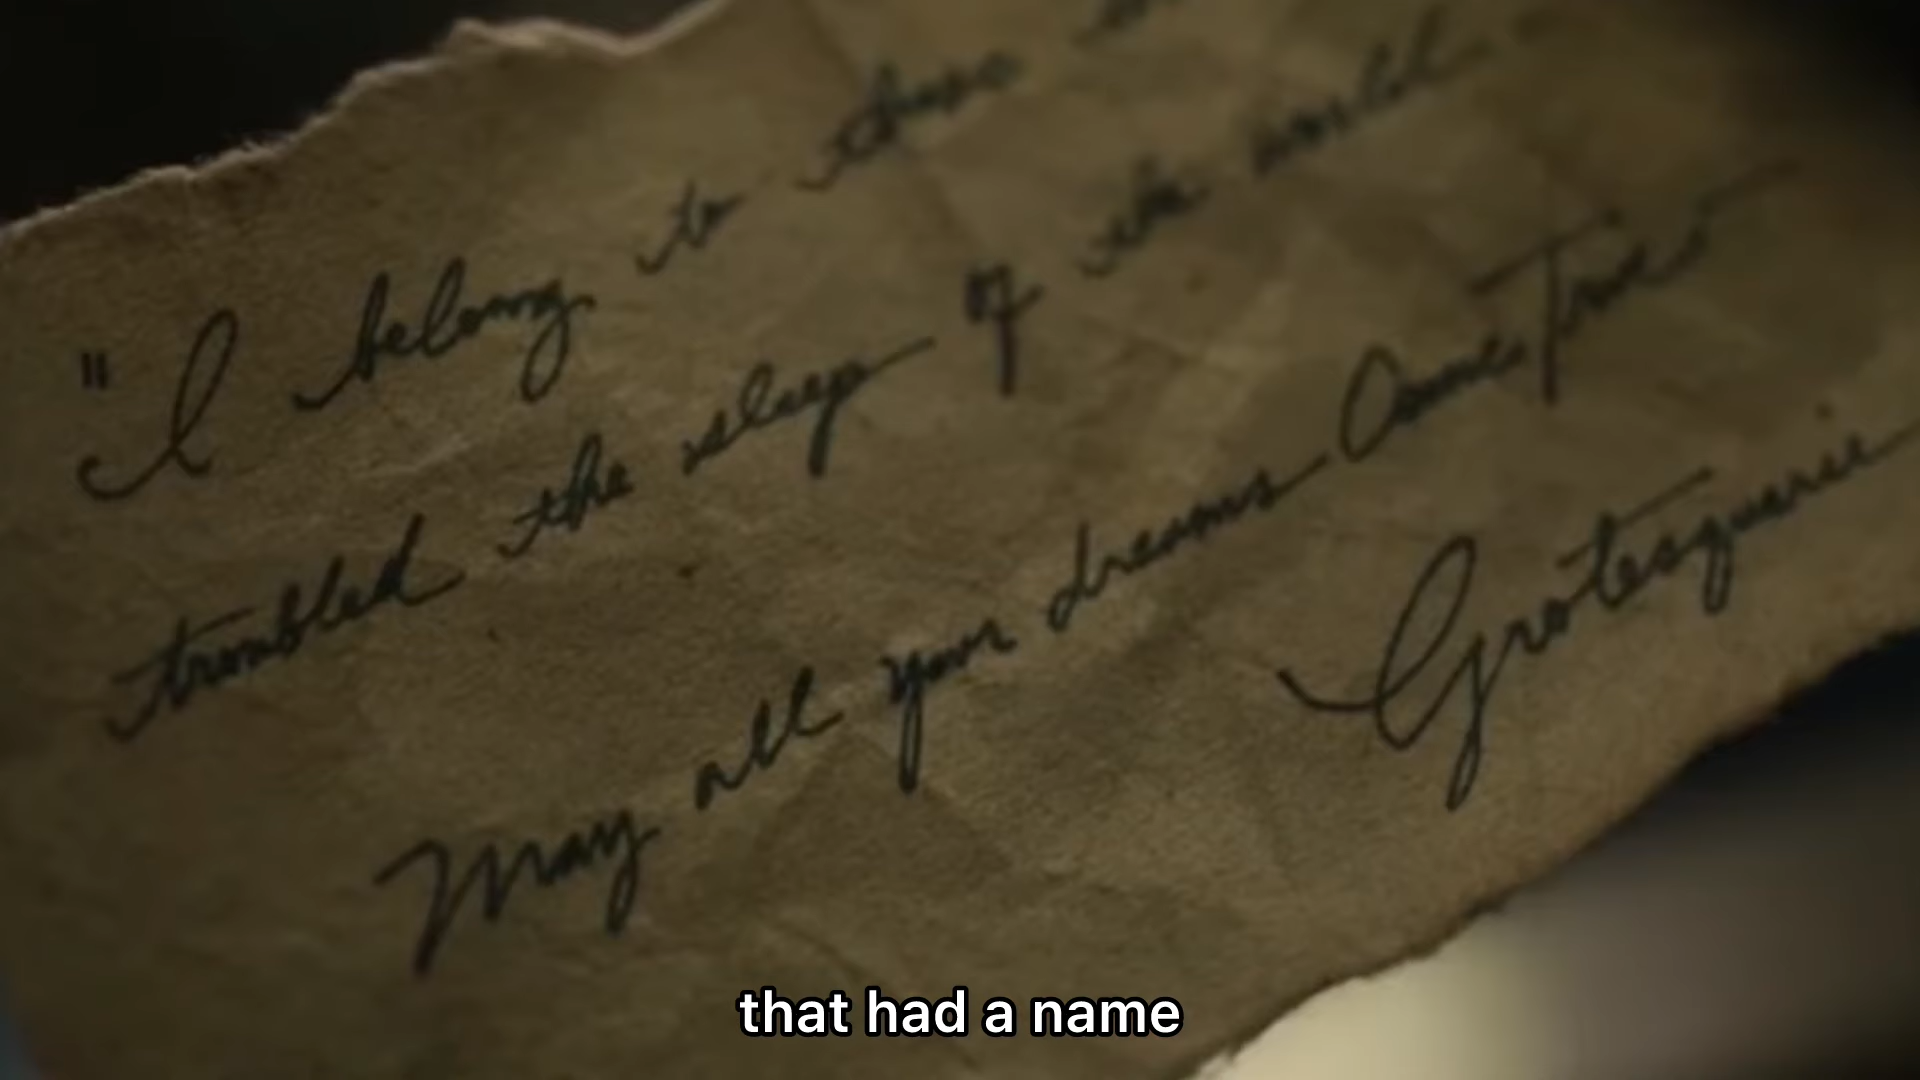 "I belong to those
troubled the sleep of the world
May all your dreams Come True
Grotesquerie
that had a name